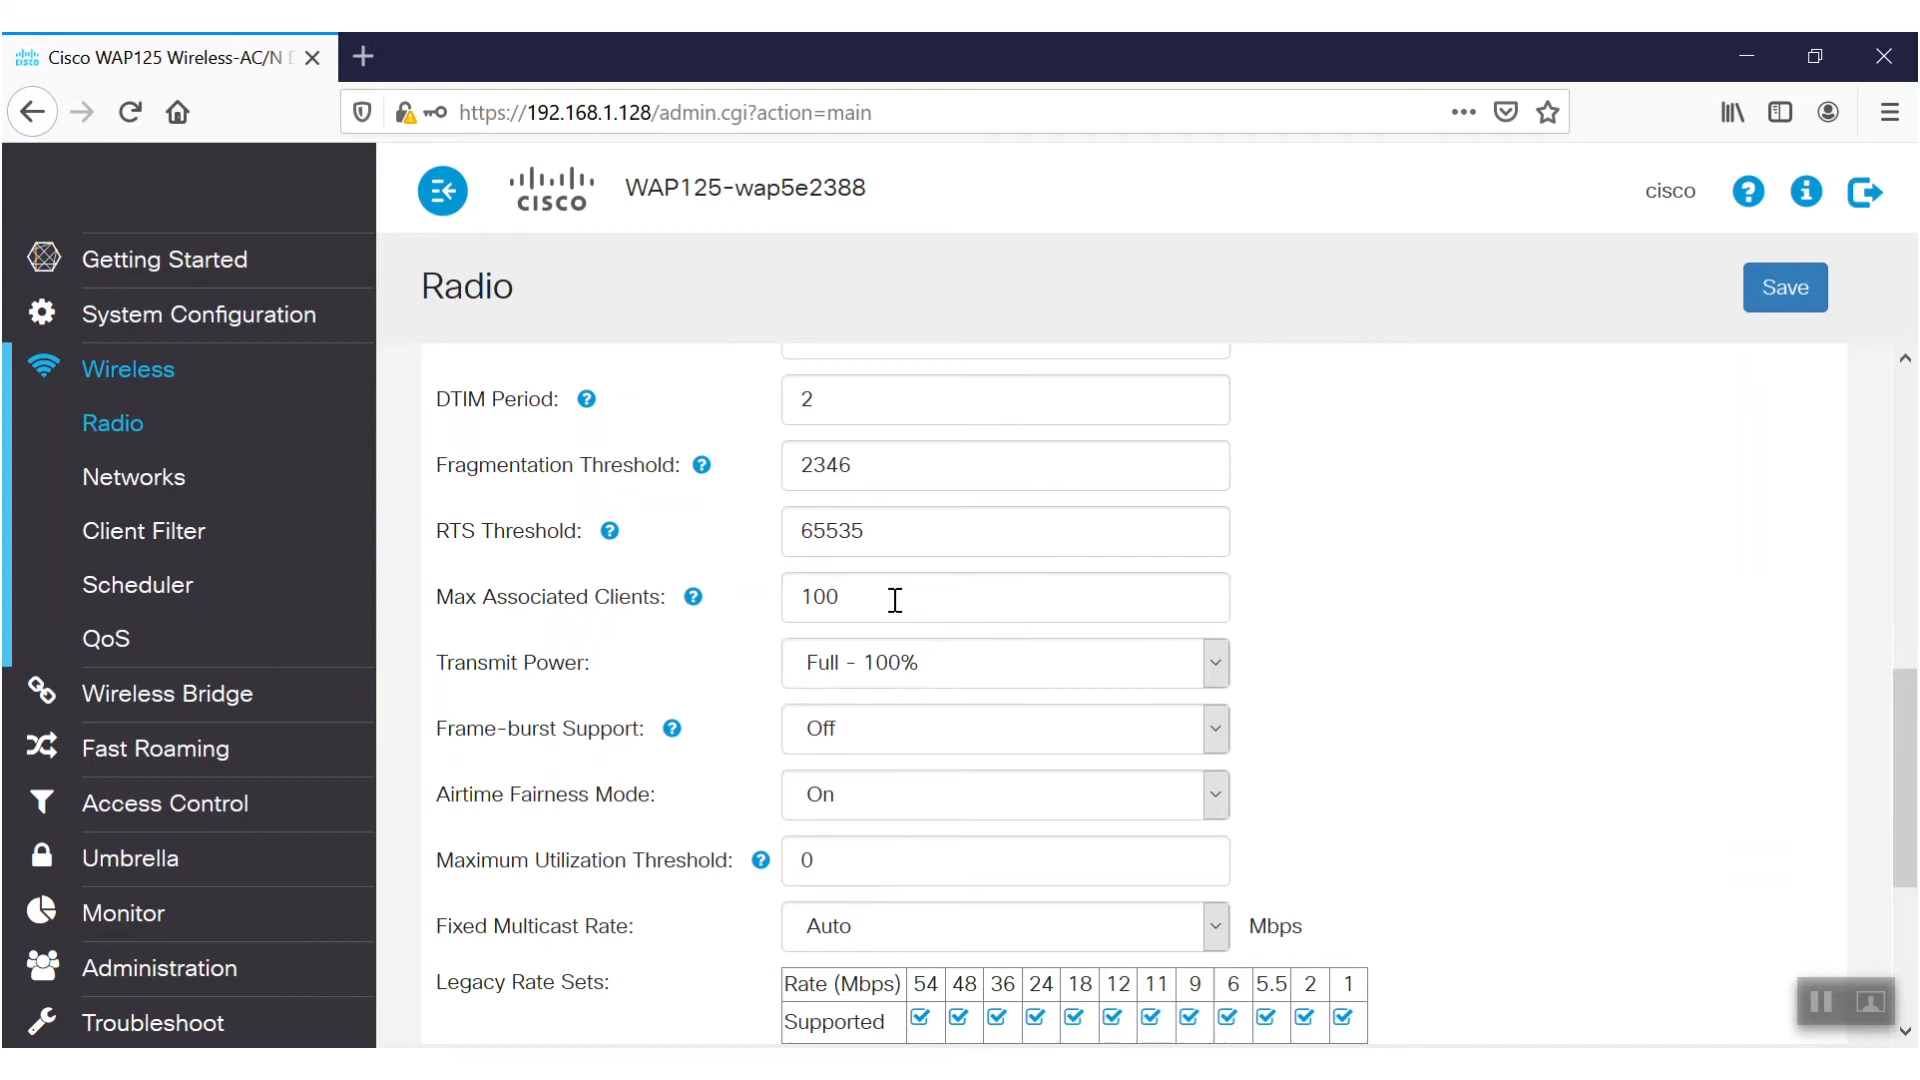 Cisco WAP125 Wireless-AC/N
https://192.168.1.128/admin.cgi?action=main
CISCO
WAP125-wap5e2388
cisco
Getting Started
System Configuration
Wireless
Radio
Networks
Client Filter
Scheduler
QoS
Wireless Bridge
Fast Roaming
Access Control
Umbrella
Monitor
Administration
Troubleshoot
Radio
Save
DTIM Period: ? 2
Fragmentation Threshold: ? 2346
RTS Threshold: ? 65535
Max Associated Clients: ? 100
Transmit Power: Full - 100%
Frame-burst Support: ? Off
Airtime Fairness Mode: On
Maximum Utilization Threshold: ? 0
Fixed Multicast Rate: Auto Mbps
Legacy Rate Sets:
Rate (Mbps) 54 48 36 24 18 12 11 9 6 5.5 2 1
Supported